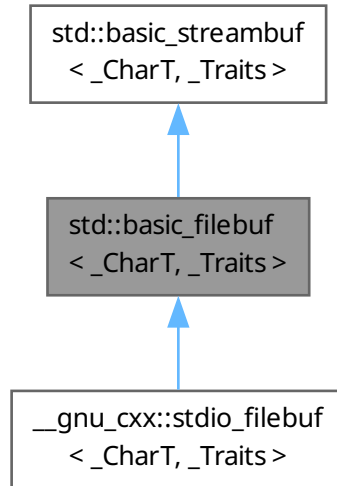 std::basic_streambuf
< _CharT, _Traits >
std::basic_filebuf
< _CharT, _Traits >
__gnu_cxx::stdio_filebuf
< _CharT, _Traits >